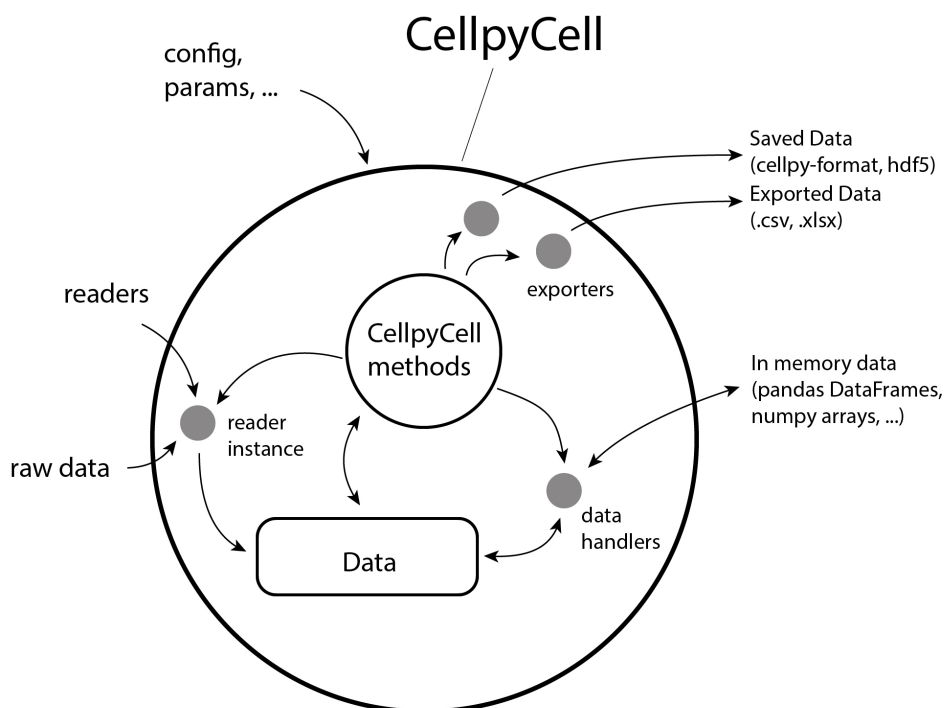 CellpyCell
config,
params, ...
Saved Data
(cellpy-format, hdf5)
Exported Data
(.csv, .xlsx)
exporters
readers
CellpyCell
methods
In memory data
(pandas DataFrames,
numpy arrays, ...)
reader
instance
raw data
data
handlers
Data